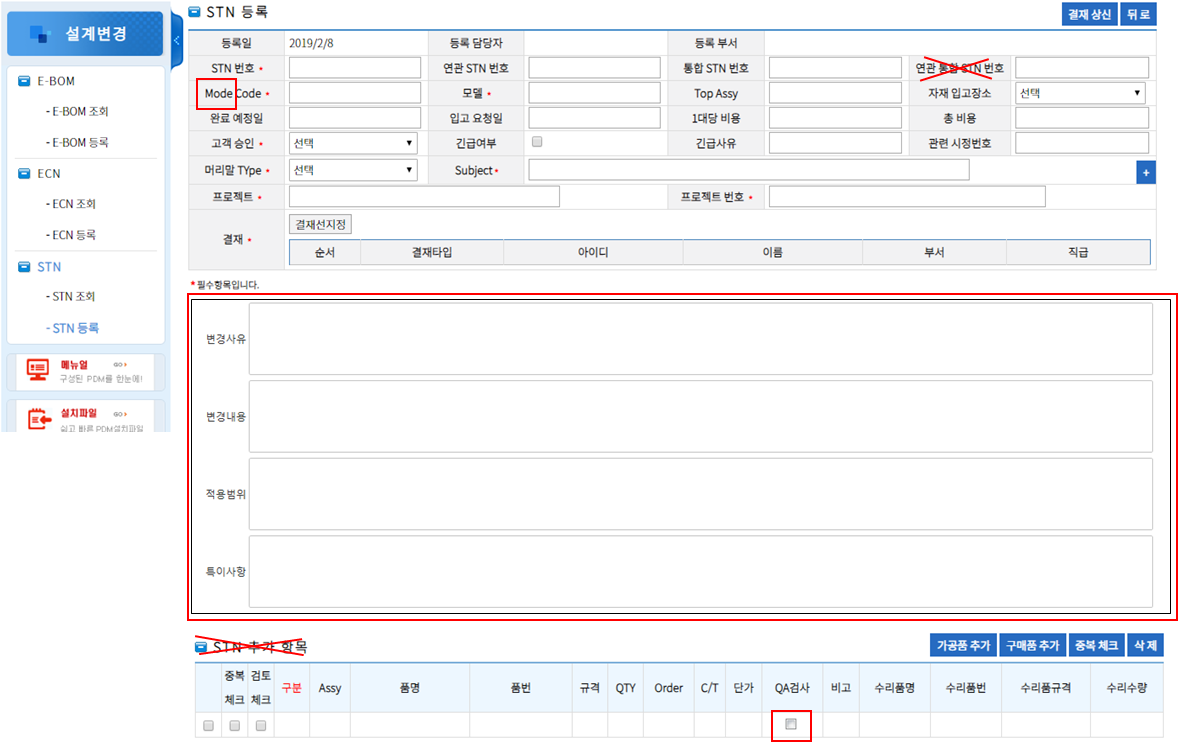 설계변경
E-BOM
- E-BOM 조회
- E-BOM 등록
ECN
- ECN 조회
- ECN 등록
STN
- STN 조회
- STN 등록
메뉴얼 GO
구성된 PDM를 한눈에!
설치파일 GO
쉽고 빠른 PDM설치파일
STN 등록
결재 상신 뒤 로
등록일 2019/2/8 등록 담당자 등록 부서
STN 번호 * 연관 STN 번호 통합 STN 번호 연관 통합 STN 번호
Mode Code * 모델 * Top Assy 자재 입고장소 선택
완료 예정일 입고 요청일 1대당 비용 총 비용
고객 승인 * 선택 긴급여부 긴급사유 관련 시정번호
머리말 TYpe * 선택 Subject * +
프로젝트 * 프로젝트 번호 *
결재 * 결재선지정
순서 결재타입 아이디 이름 부서 직급
* 필수항목입니다.
변경사유
변경내용
적용범위
특이사항
STN 추가 항목
가공품 추가 구매품 추가 중복 체크 삭 제
중복 체크 검토 체크 구분 Assy 품명 품번 규격 QTY Order C/T 단가 QA검사 비고 수리품명 수리품번 수리품규격 수리수량